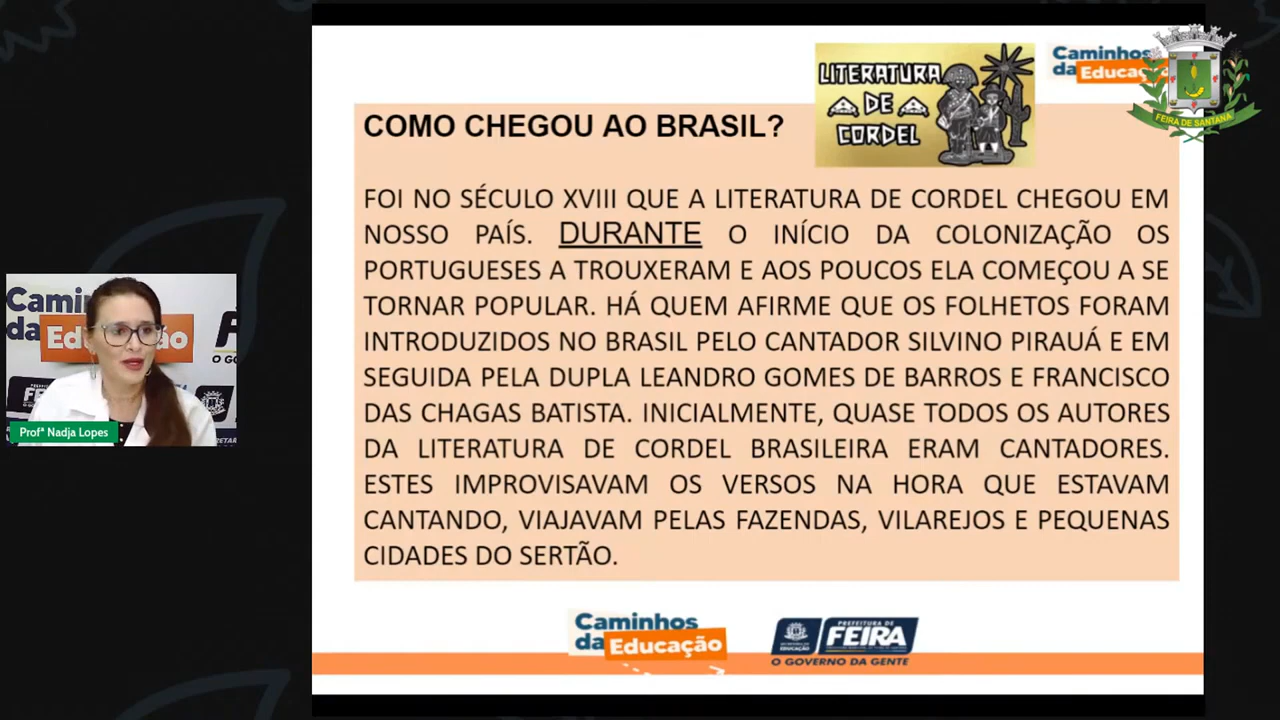 LITERATURA
DE
CORDEL
Caminhos
da Educação
FEIRA DE SANTANA
COMO CHEGOU AO BRASIL?
FOI NO SÉCULO XVIII QUE A LITERATURA DE CORDEL CHEGOU EM
NOSSO PAÍS. DURANTE O INÍCIO DA COLONIZAÇÃO OS
PORTUGUESES A TROUXERAM E AOS POUCOS ELA COMEÇOU A SE
TORNAR POPULAR. HÁ QUEM AFIRME QUE OS FOLHETOS FORAM
INTRODUZIDOS NO BRASIL PELO CANTADOR SILVINO PIRAUÁ E EM
SEGUIDA PELA DUPLA LEANDRO GOMES DE BARROS E FRANCISCO
DAS CHAGAS BATISTA. INICIALMENTE, QUASE TODOS OS AUTORES
DA LITERATURA DE CORDEL BRASILEIRA ERAM CANTADORES.
ESTES IMPROVISAVAM OS VERSOS NA HORA QUE ESTAVAM
CANTANDO, VIAJAVAM PELAS FAZENDAS, VILAREJOS E PEQUENAS
CIDADES DO SERTÃO.
Profª Nadja Lopes
Caminhos
da Educação
PREFEITURA DE
FEIRA
O GOVERNO DA GENTE